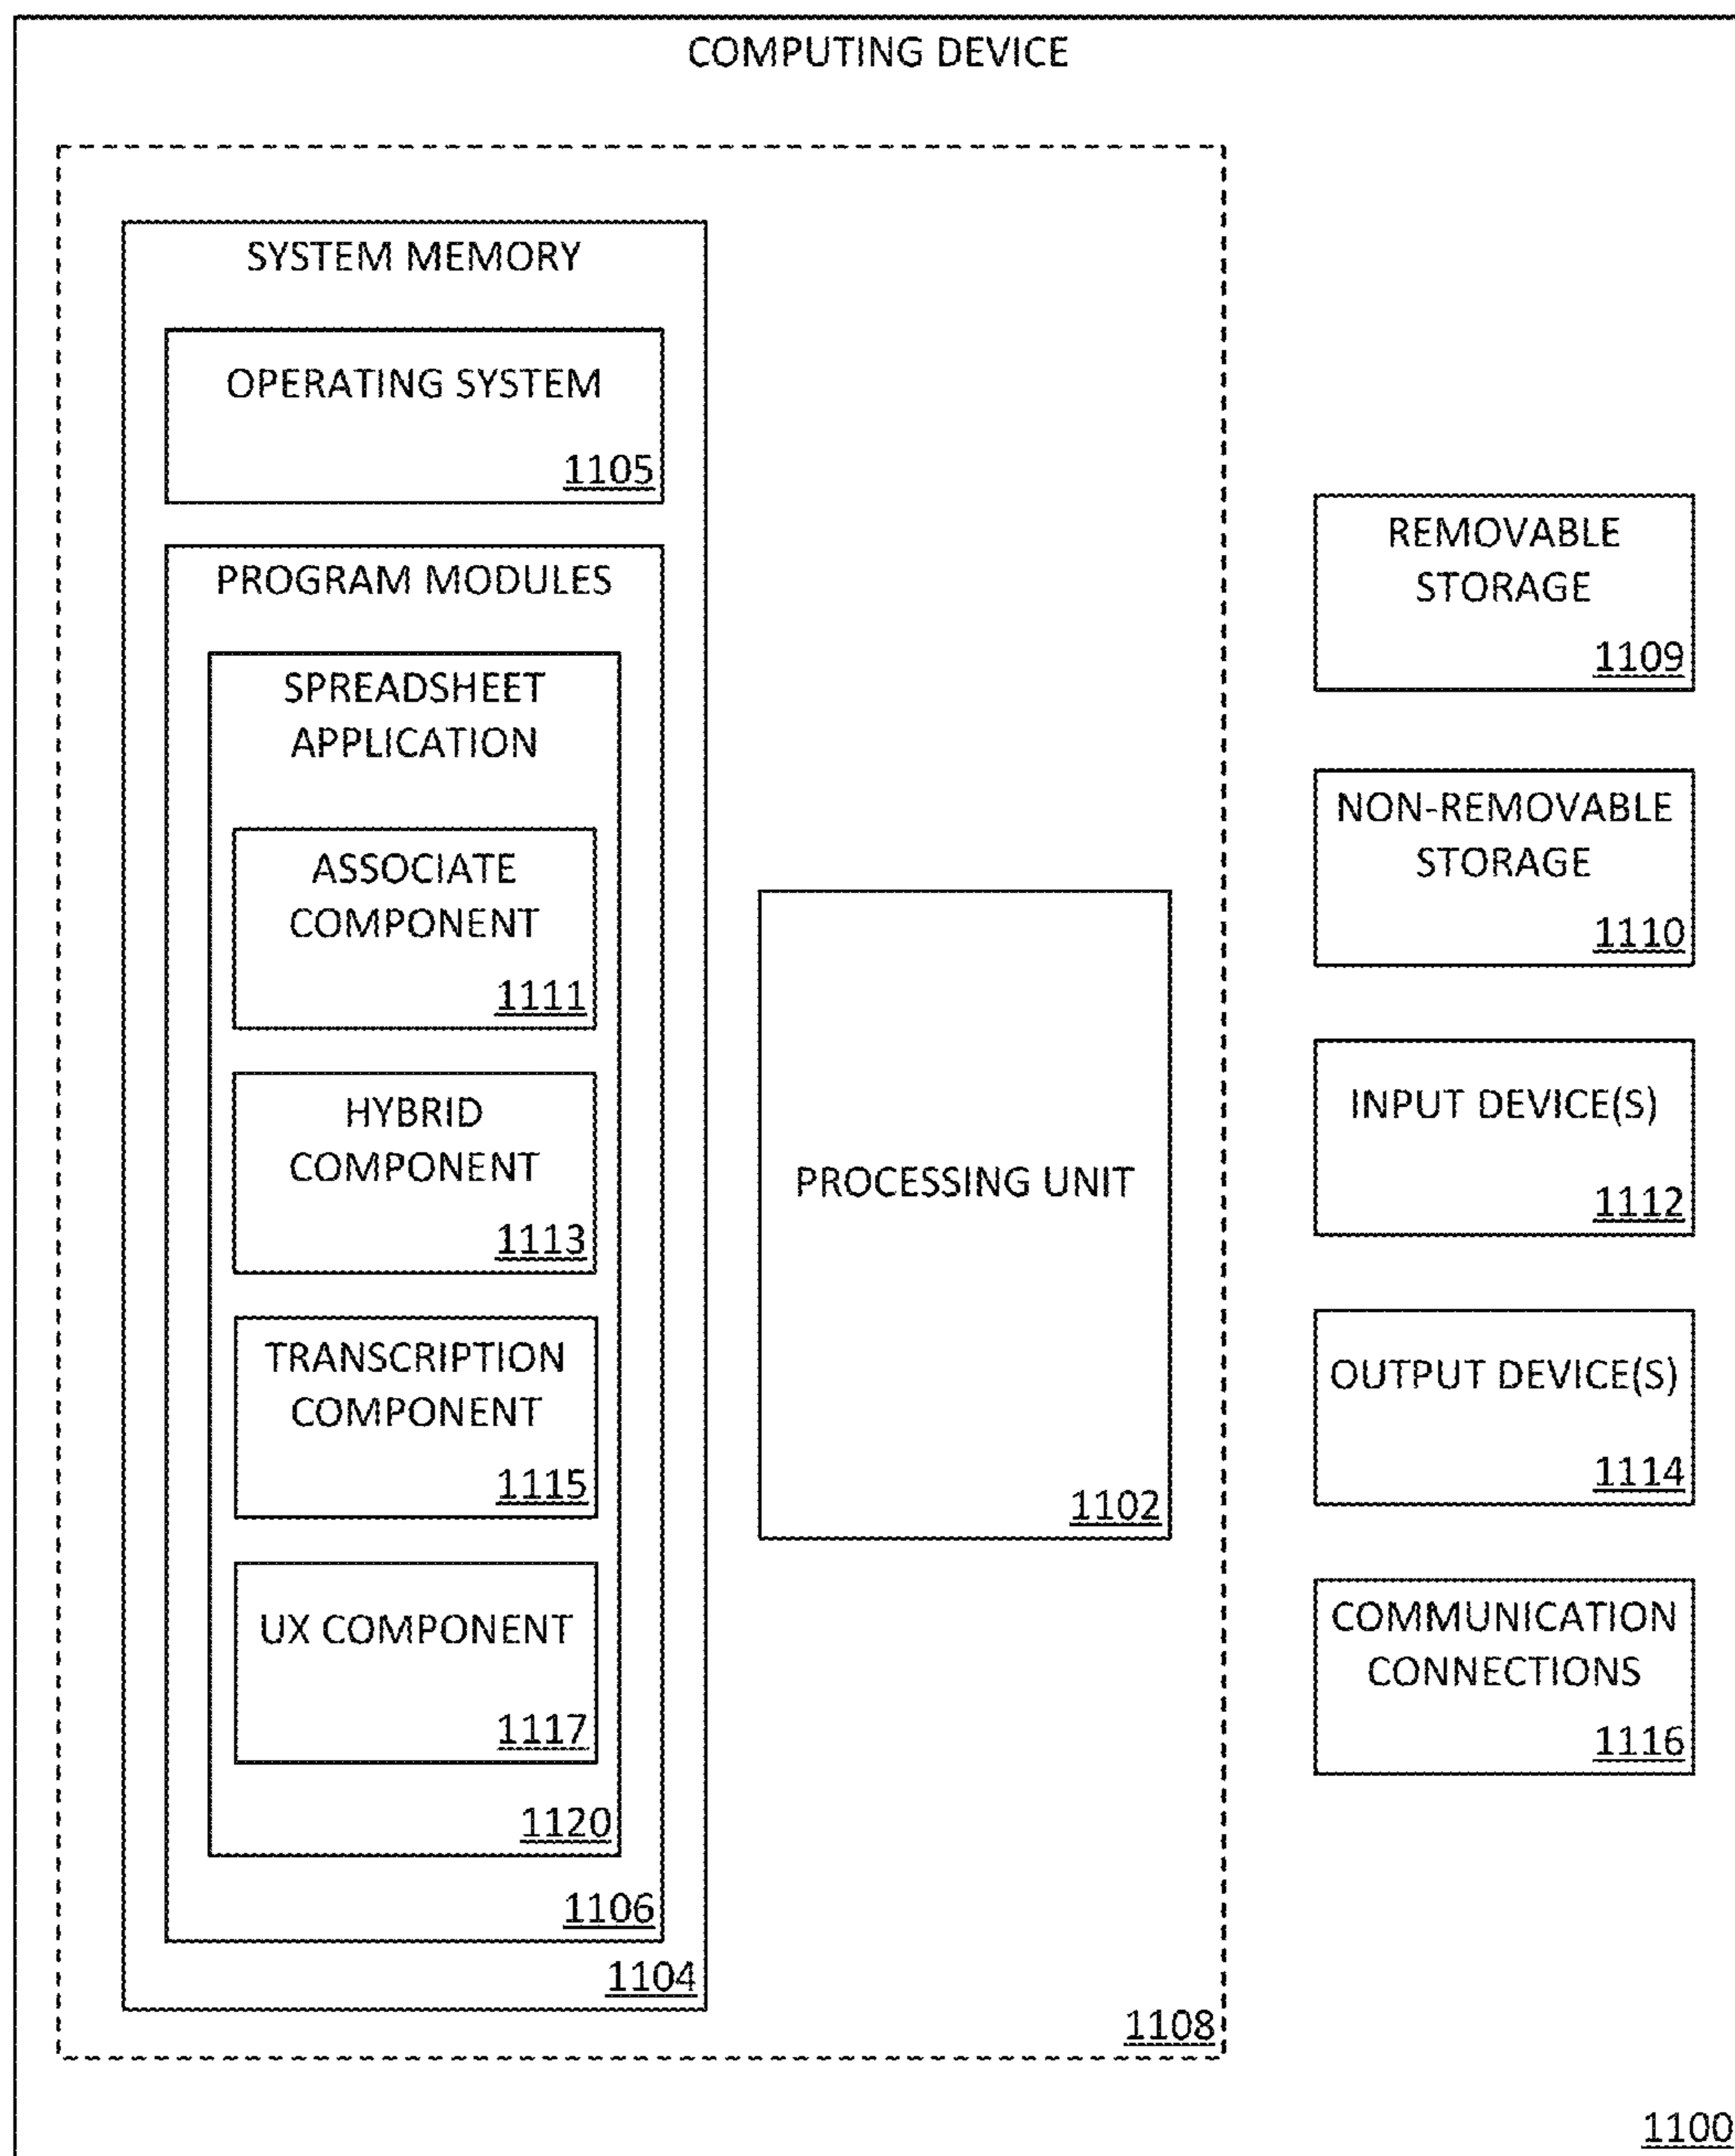 COMPUTING DEVICE
SYSTEM MEMORY
OPERATING SYSTEM
1105
PROGRAM MODULES
SPREADSHEET
APPLICATION
ASSOCIATE
COMPONENT
1111
HYBRID
COMPONENT
1113
TRANSCRIPTION
COMPONENT
1115
UX COMPONENT
1117
1120
1106
1104
PROCESSING UNIT
1102
1108
REMOVABLE
STORAGE
1109
NON-REMOVABLE
STORAGE
1110
INPUT DEVICE(S)
1112
OUTPUT DEVICE(S)
1114
COMMUNICATION
CONNECTIONS
1116
1100